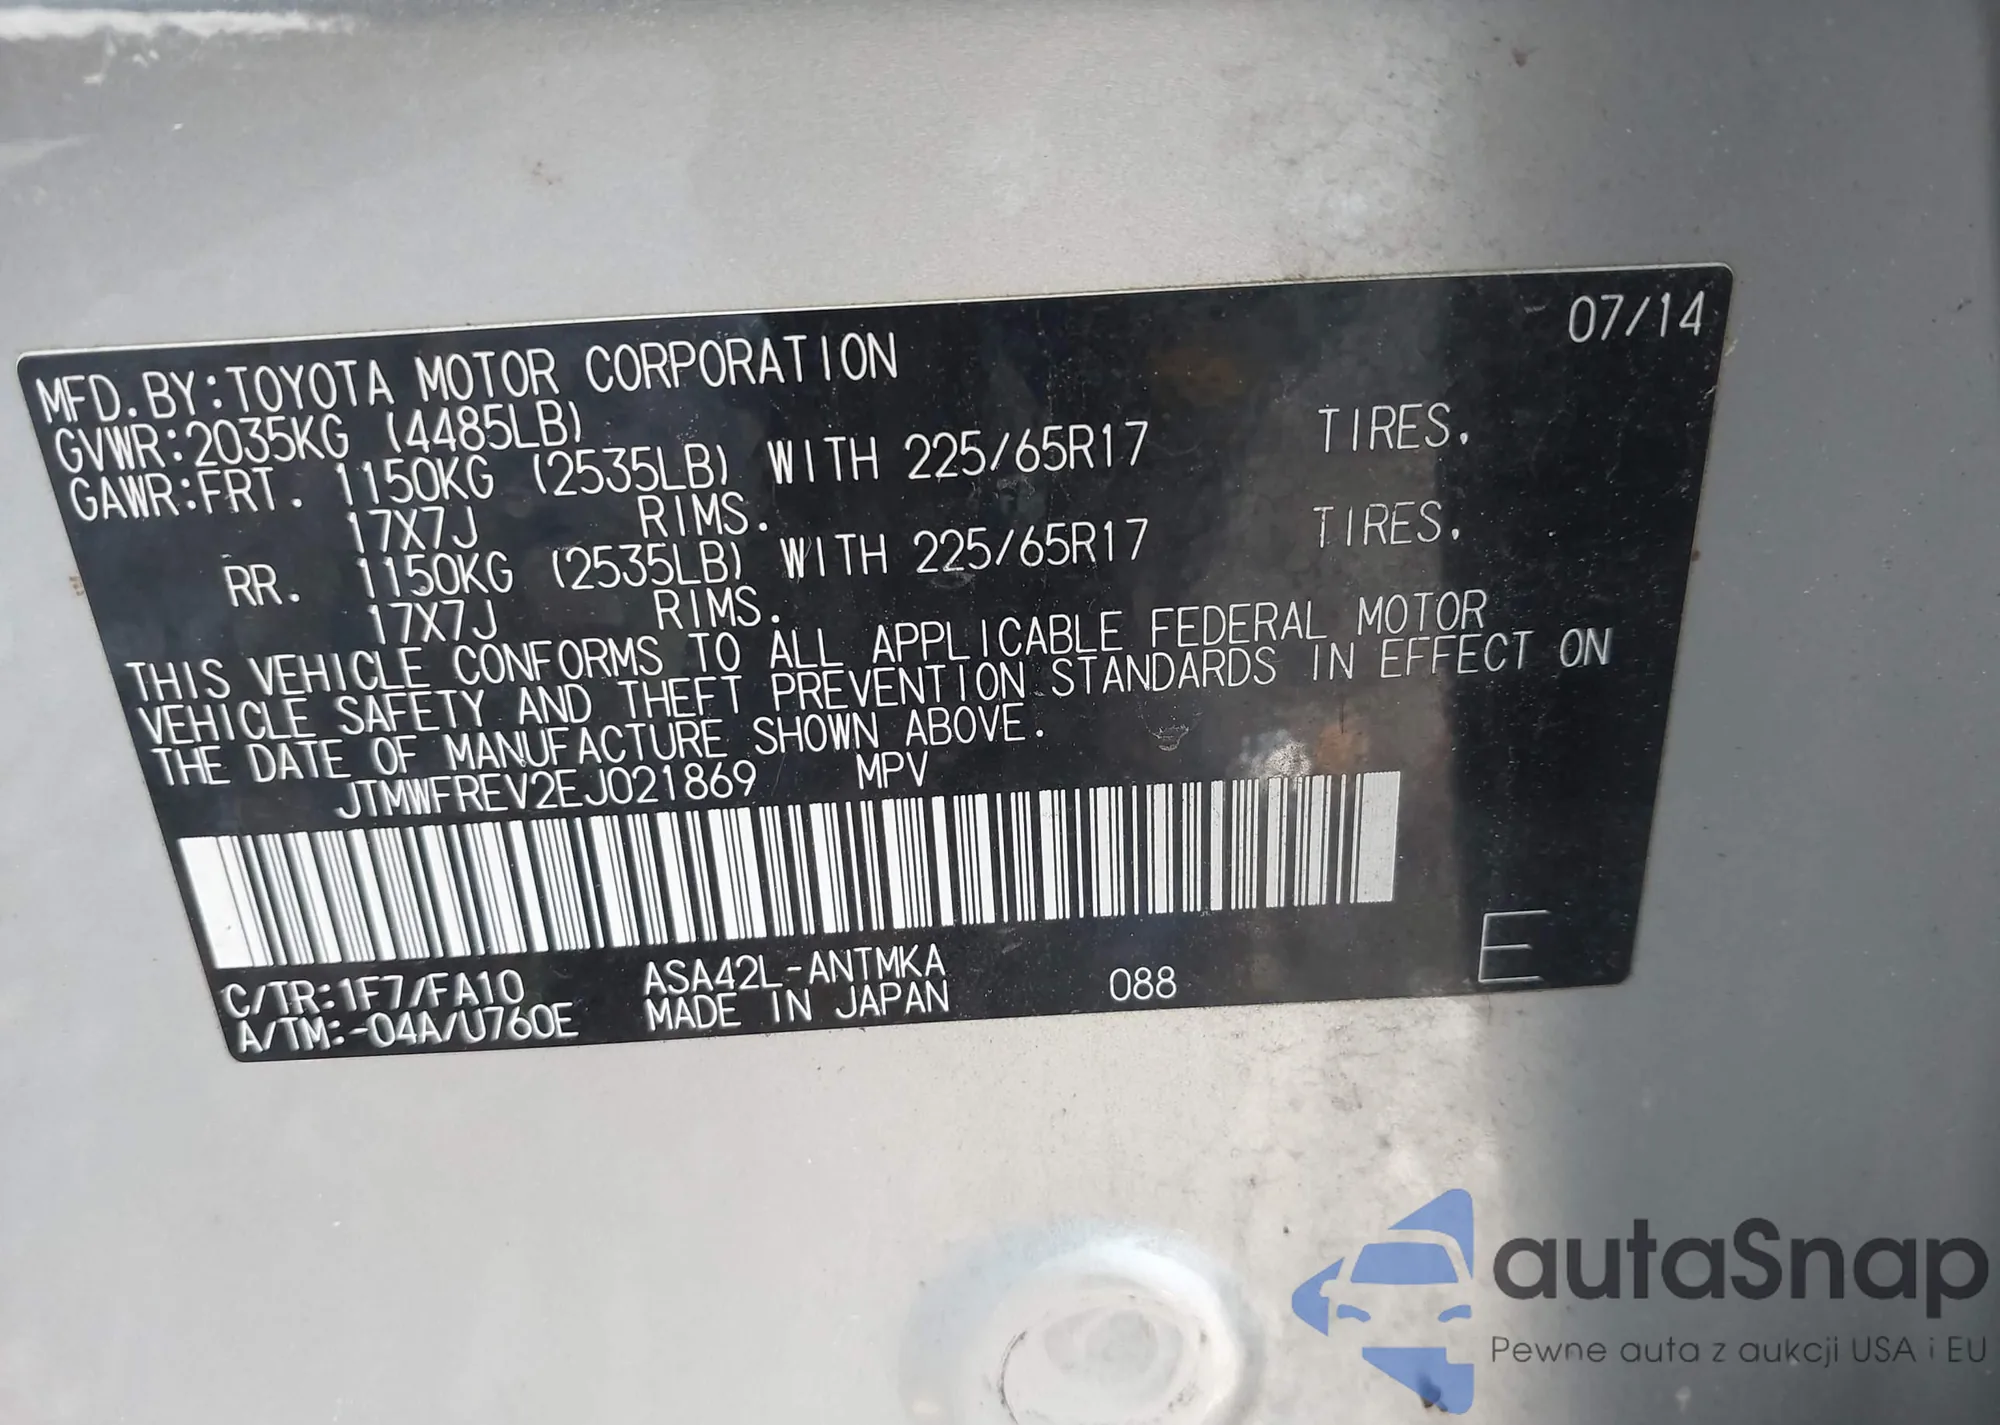 07/14
MFD.BY:TOYOTA MOTOR CORPORATION
GVWR:2035KG (4485LB)
GAWR:FRT. 1150KG (2535LB) WITH 225/65R17 TIRES.
17X7J RIMS.
RR. 1150KG (2535LB) WITH 225/65R17 TIRES.
17X7J RIMS.
THIS VEHICLE CONFORMS TO ALL APPLICABLE FEDERAL MOTOR
VEHICLE SAFETY AND THEFT PREVENTION STANDARDS IN EFFECT ON
THE DATE OF MANUFACTURE SHOWN ABOVE.
JTMWFREV2EJ021869 MPV
C/TR:1F7/FA10 ASA42L-ANTMKA
A/TM:-04A/U760E MADE IN JAPAN 088 E
autaSnap
Pewne auta z aukcji USA i EU